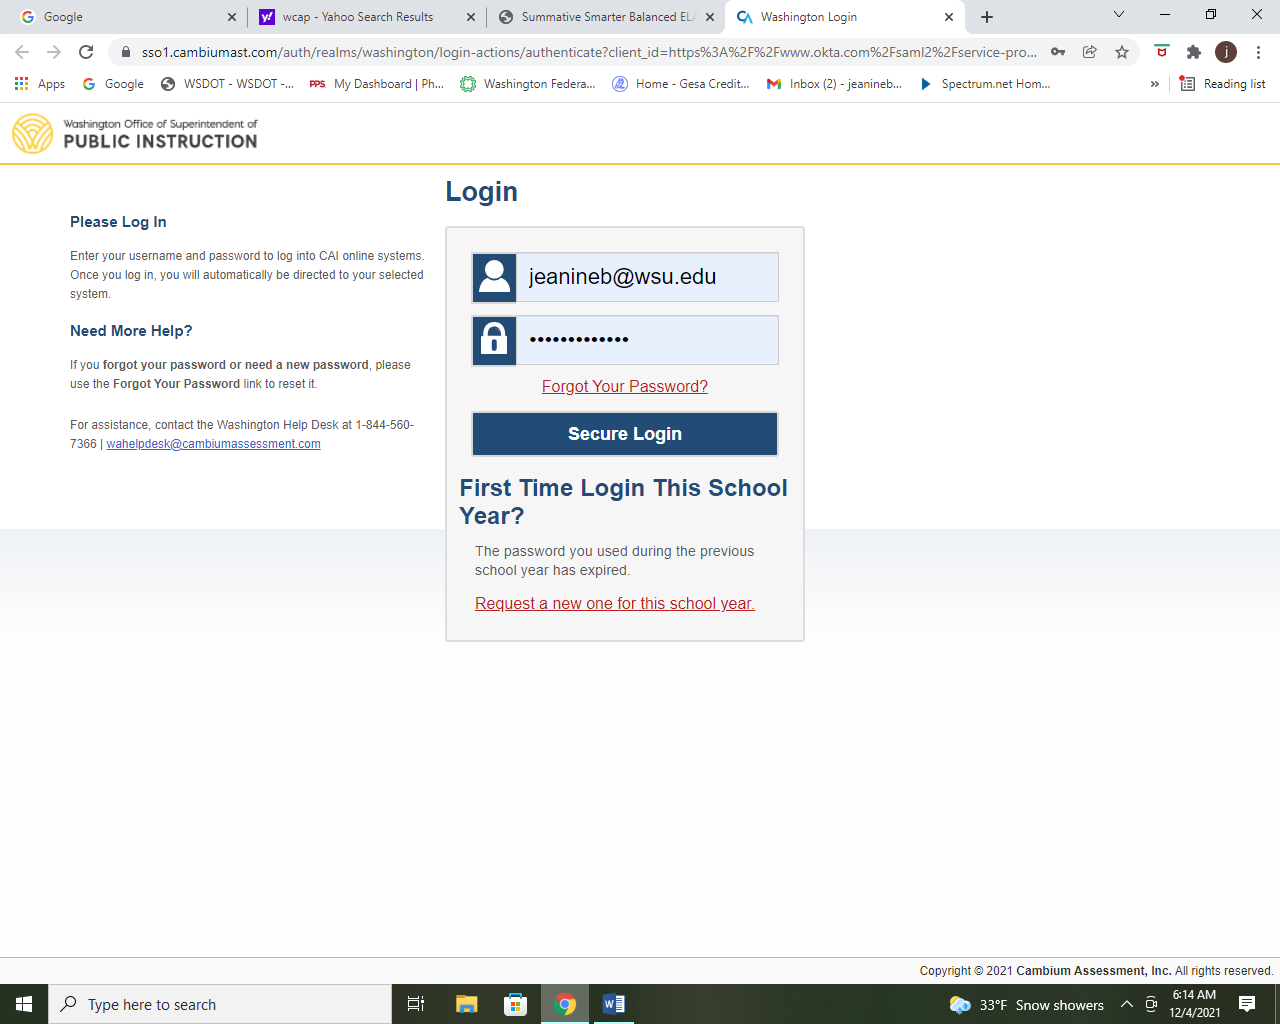 Google
wcap - Yahoo Search Results
Summative Smarter Balanced ELA
Washington Login
sso1.cambiumast.com/auth/realms/washington/login-actions/authenticate?client_id=https%3A%2F%2Fwww.okta.com%2Fsaml2%2Fservice-pro...
j
Apps
Google
WSDOT - WSDOT -...
PPS My Dashboard | Ph...
Washington Federa...
Home - Gesa Credit...
Inbox (2) - jeanineb...
Spectrum.net Hom...
»
Reading list
Washington Office of Superintendent of
PUBLIC INSTRUCTION
Login
Please Log In
Enter your username and password to log into CAI online systems.
Once you log in, you will automatically be directed to your selected
system.
Need More Help?
If you forgot your password or need a new password, please
use the Forgot Your Password link to reset it.
For assistance, contact the Washington Help Desk at 1-844-560-
7366 | wahelpdesk@cambiumassessment.com
jeanineb@wsu.edu
•••••••••••••
Forgot Your Password?
Secure Login
First Time Login This School
Year?
The password you used during the previous
school year has expired.
Request a new one for this school year.
Copyright © 2021 Cambium Assessment, Inc. All rights reserved.
Type here to search
33°F Snow showers
6:14 AM
12/4/2021